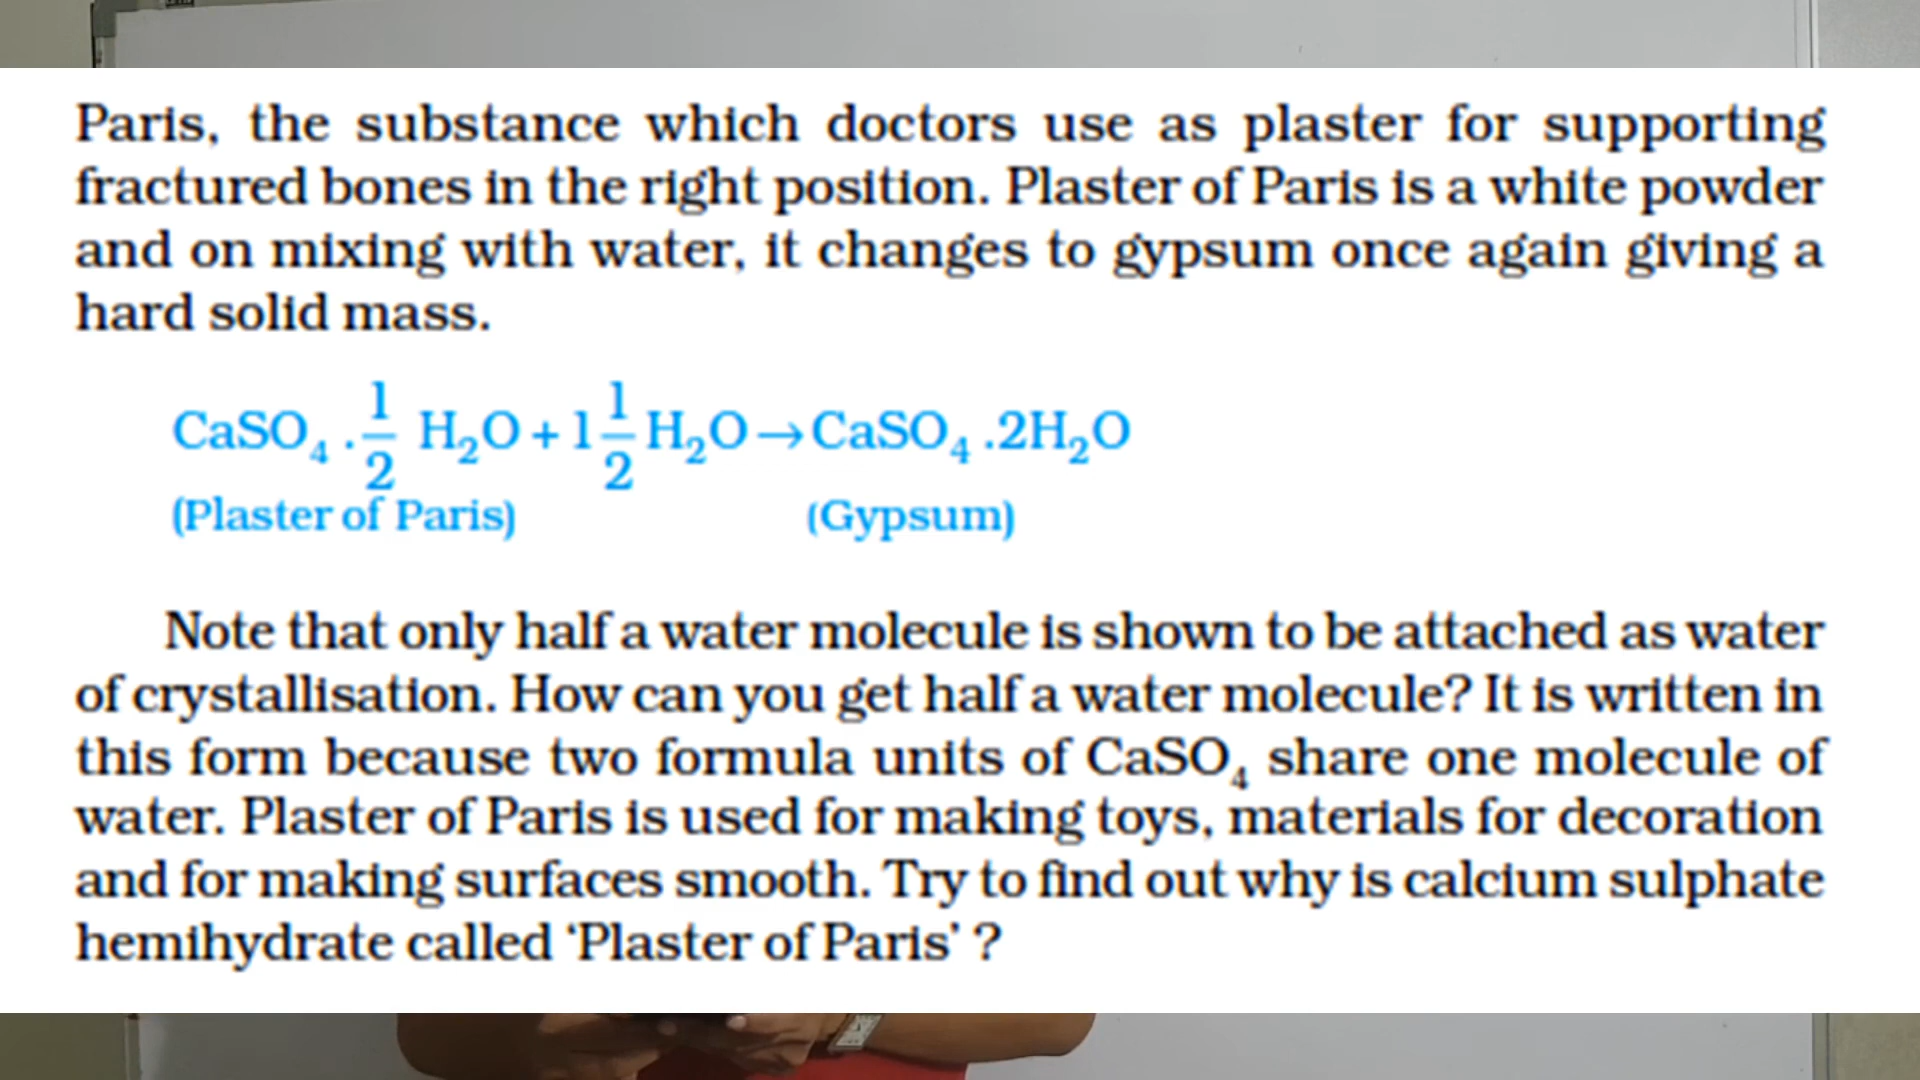 Paris, the substance which doctors use as plaster for supporting
fractured bones in the right position. Plaster of Paris is a white powder
and on mixing with water, it changes to gypsum once again giving a
hard solid mass.
CaSO₄ . 1/2 H₂O + 1 1/2 H₂O → CaSO₄ .2H₂O
(Plaster of Paris) (Gypsum)
Note that only half a water molecule is shown to be attached as water
of crystallisation. How can you get half a water molecule? It is written in
this form because two formula units of CaSO₄ share one molecule of
water. Plaster of Paris is used for making toys, materials for decoration
and for making surfaces smooth. Try to find out why is calcium sulphate
hemihydrate called ‘Plaster of Paris’ ?